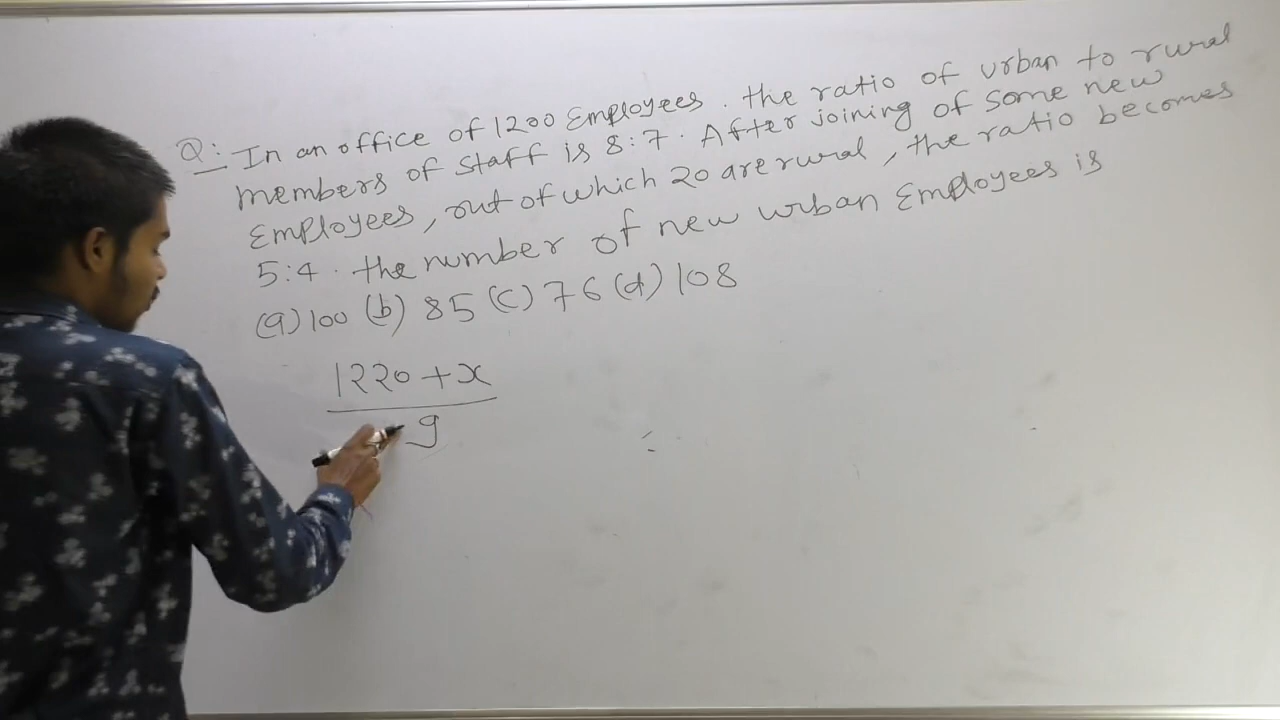 Q: In an office of 1200 Employees. the ratio of urban to rural
members of staff is 8:7. After joining of some new
Employees, out of which 20 are rural, the ratio becomes
5:4. the number of new urban Employees is
(a) 100 (b) 85 (c) 76 (d) 108
1220 + x
9